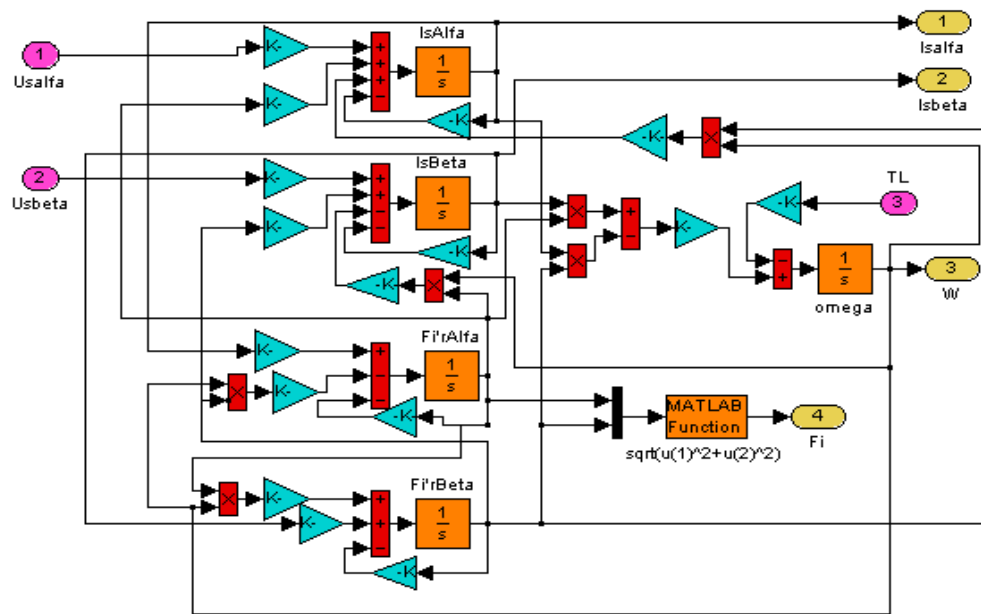 IsAlfa
1
Usalfa
K-
+
+
+
−
1
s
1
Isalfa
2
Isbeta
K-
-K
-K-
×
IsBeta
2
Usbeta
K-
+
+
−
−
1
s
K-
-K
×
+
−
K-
×
TL
3
-K
−
+
1
s
omega
3
W
-K
×
Fi'rAlfa
K-
+
−
−
1
s
×
K-
-K
MATLAB
Function
4
Fi
sqrt(u(1)^2+u(2)^2)
Fi'rBeta
×
K-
K-
+
+
−
1
s
-K